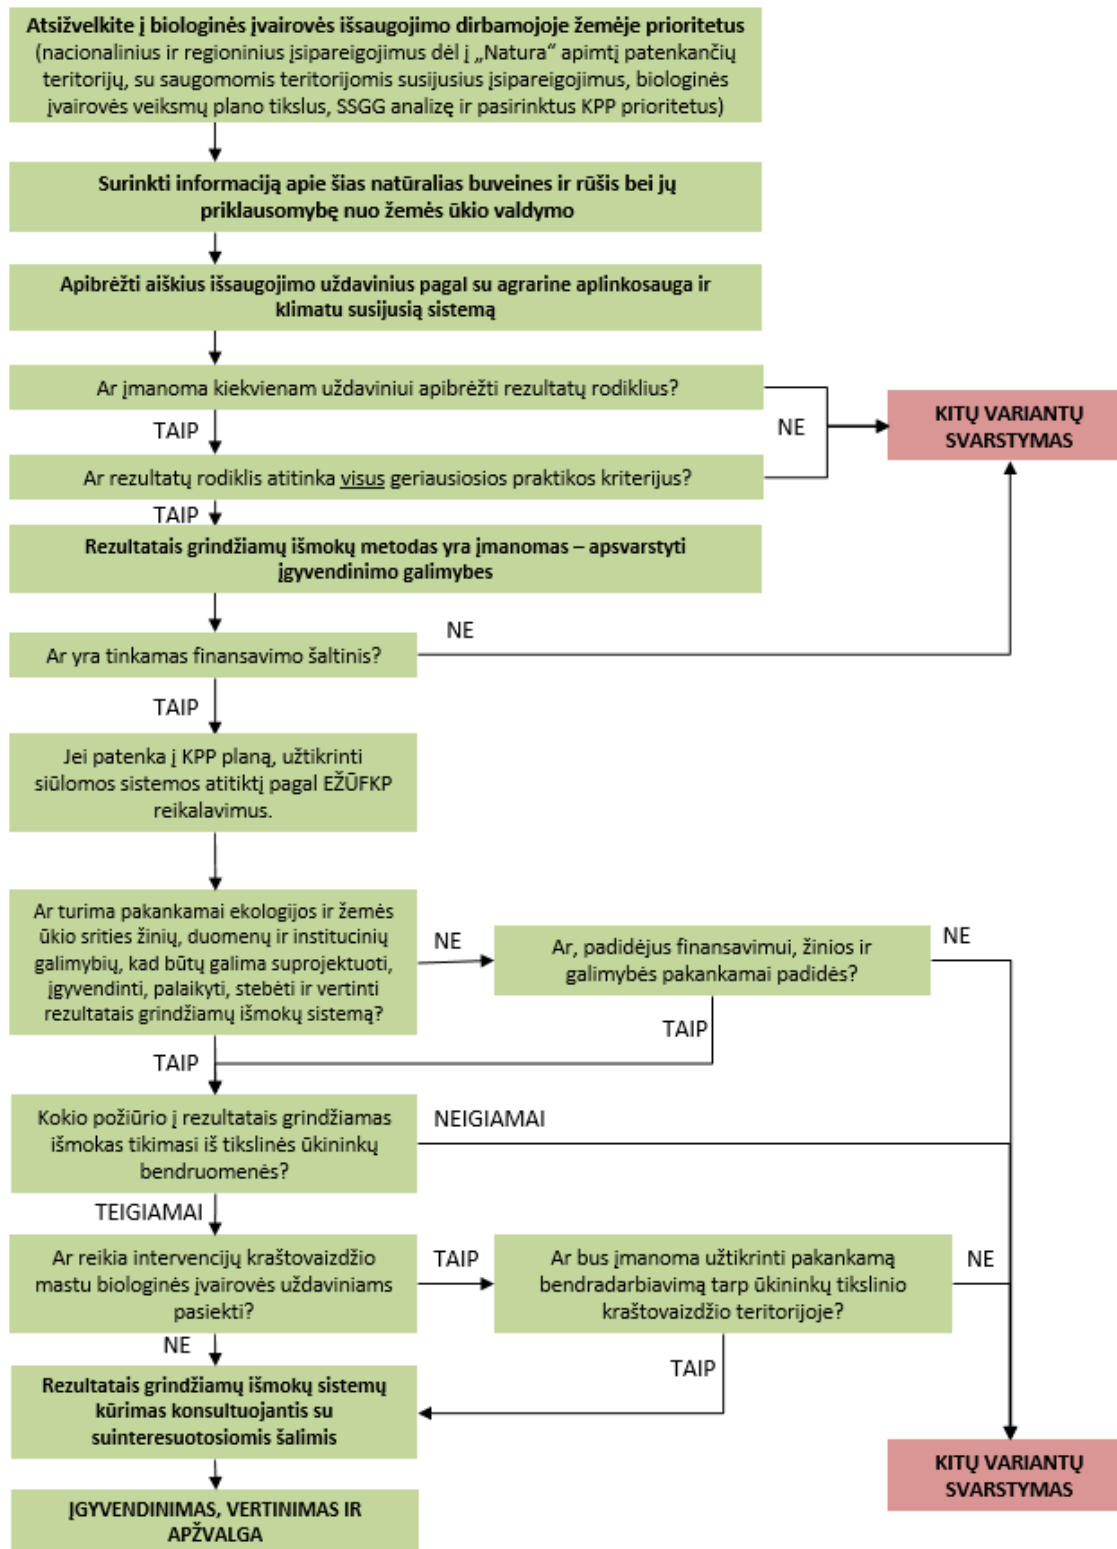 Atsižvelkite į biologinės įvairovės išsaugojimo dirbamojoje žemėje prioritetus
(nacionalinius ir regioninius įsipareigojimus dėl į „Natura“ apimtį patenkančių
teritorijų, su saugomomis teritorijomis susijusius įsipareigojimus, biologinės
įvairovės veiksmų plano tikslus, SSGG analizę ir pasirinktus KPP prioritetus)
Surinkti informaciją apie šias natūralias buveines ir rūšis bei jų
priklausomybę nuo žemės ūkio valdymo
Apibrėžti aiškius išsaugojimo uždavinius pagal su agrarine aplinkosauga ir
klimatu susijusią sistemą
Ar įmanoma kiekvienam uždaviniui apibrėžti rezultatų rodiklius?
TAIP
NE
KITŲ VARIANTŲ
SVARSTYMAS
Ar rezultatų rodiklis atitinka visus geriausiosios praktikos kriterijus?
TAIP
Rezultatais grindžiamų išmokų metodas yra įmanomas – apsvarstyti
įgyvendinimo galimybes
Ar yra tinkamas finansavimo šaltinis?
NE
TAIP
Jei patenka į KPP planą, užtikrinti
siūlomos sistemos atitiktį pagal EŽŪFKP
reikalavimus.
Ar turima pakankamai ekologijos ir žemės
ūkio srities žinių, duomenų ir institucinių
galimybių, kad būtų galima suprojektuoti,
įgyvendinti, palaikyti, stebėti ir vertinti
rezultatais grindžiamų išmokų sistemą?
NE
Ar, padidėjus finansavimui, žinios ir
galimybės pakankamai padidės?
NE
TAIP
TAIP
Kokio požiūrio į rezultatais grindžiamas
išmokas tikimasi iš tikslinės ūkininkų
bendruomenės?
NEIGIAMAI
TEIGIAMAI
Ar reikia intervencijų kraštovaizdžio
mastu biologinės įvairovės uždaviniams
pasiekti?
TAIP
Ar bus įmanoma užtikrinti pakankamą
bendradarbiavimą tarp ūkininkų tikslinio
kraštovaizdžio teritorijoje?
NE
NE
TAIP
Rezultatais grindžiamų išmokų sistemų
kūrimas konsultuojantis su
suinteresuotosiomis šalimis
KITŲ VARIANTŲ
SVARSTYMAS
ĮGYVENDINIMAS, VERTINIMAS IR
APŽVALGA